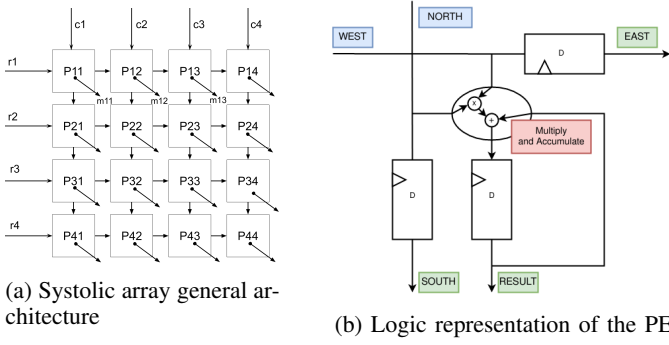 c1 c2 c3 c4
r1 P11 P12 P13 P14
m11 m12 m13
r2 P21 P22 P23 P24
r3 P31 P32 P33 P34
r4 P41 P42 P43 P44
(a) Systolic array general ar-
chitecture
NORTH
WEST D EAST
x
+
Multiply
and Accumulate
D D
SOUTH RESULT
(b) Logic representation of the PE